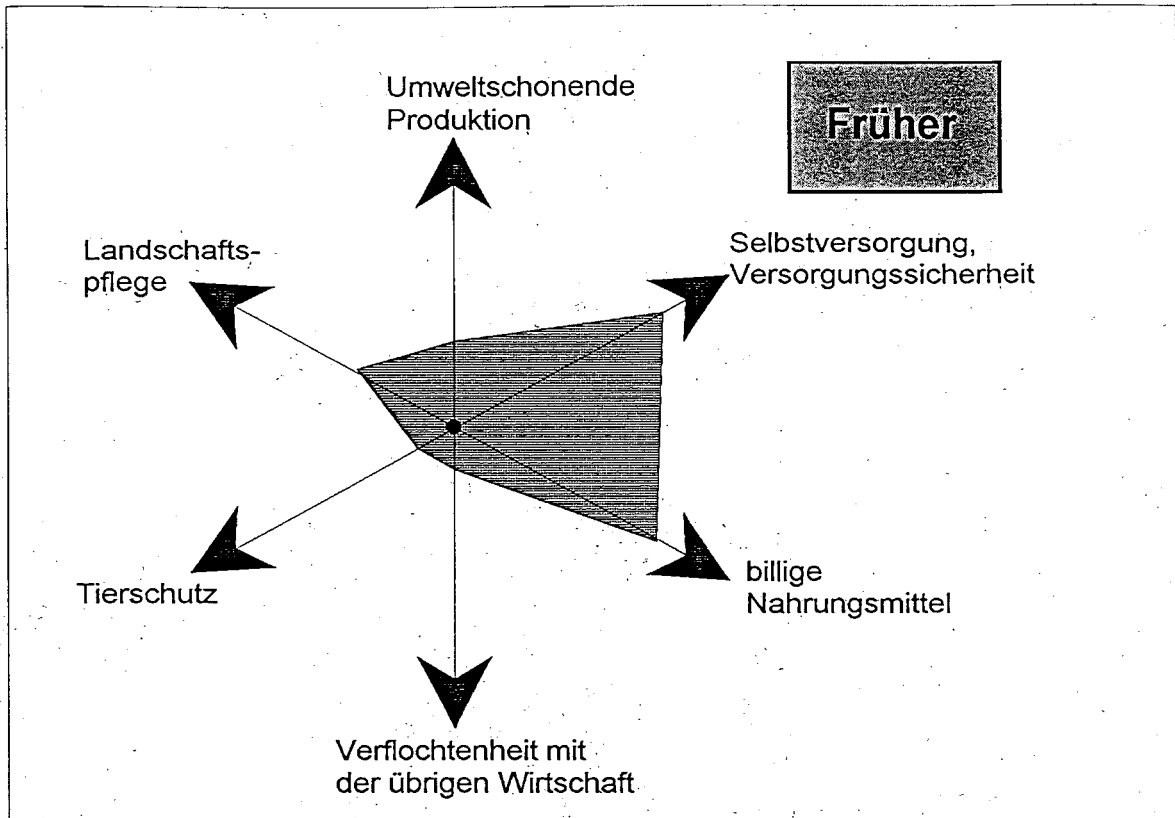 Umweltschonende
Produktion
Früher
Landschafts-
pflege
Selbstversorgung,
Versorgungssicherheit
Tierschutz
billige
Nahrungsmittel
Verflochtenheit mit
der übrigen Wirtschaft